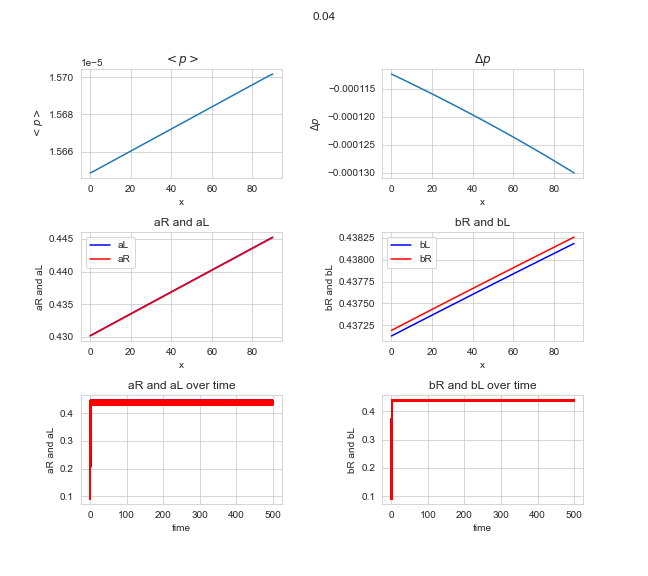 0.04
< p >
1e−5
1.570
1.568
1.566
< p >
0 20 40 60 80
x
Δp
−0.000115
−0.000120
−0.000125
−0.000130
Δp
0 20 40 60 80
x
aR and aL
0.445
0.440
0.435
0.430
aR and aL
aL
aR
0 20 40 60 80
x
bR and bL
0.43825
0.43800
0.43775
0.43750
0.43725
bR and bL
bL
bR
0 20 40 60 80
x
aR and aL over time
0.4
0.3
0.2
0.1
aR and aL
0 100 200 300 400 500
time
bR and bL over time
0.4
0.3
0.2
0.1
bR and bL
0 100 200 300 400 500
time